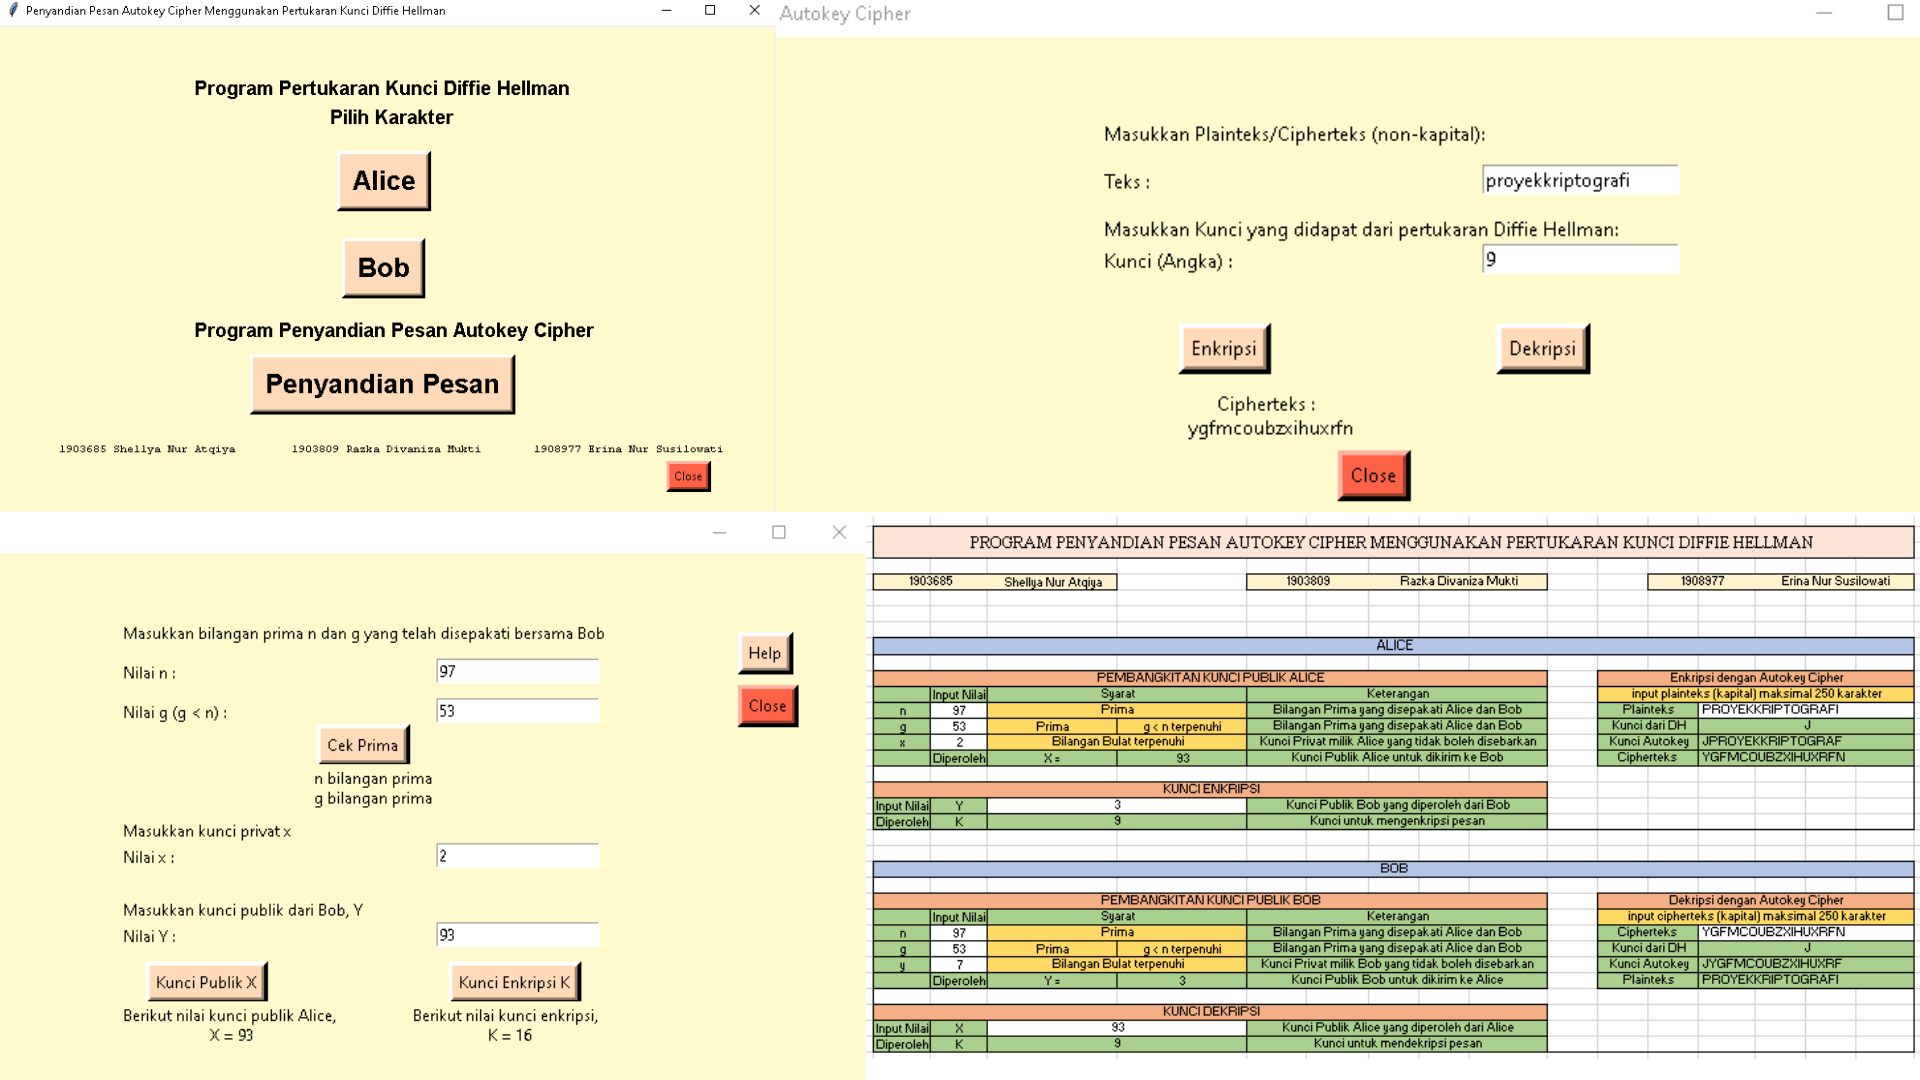 Penyandian Pesan Autokey Cipher Menggunakan Pertukaran Kunci Diffie Hellman
Program Pertukaran Kunci Diffie Hellman
Pilih Karakter
Alice
Bob
Program Penyandian Pesan Autokey Cipher
Penyandian Pesan
1903685 Shellya Nur Atqiya 1903809 Razka Divaniza Mukti 1908977 Erina Nur Susilowati
Close
Autokey Cipher
Masukkan Plainteks/Cipherteks (non-kapital):
Teks : proyekkriptografi
Masukkan Kunci yang didapat dari pertukaran Diffie Hellman:
Kunci (Angka) : 9
Enkripsi Dekripsi
Cipherteks :
ygfmcoubzxihuxrfn
Close
Masukkan bilangan prima n dan g yang telah disepakati bersama Bob
Help
Nilai n : 97
Close
Nilai g (g < n) : 53
Cek Prima
n bilangan prima
g bilangan prima
Masukkan kunci privat x
Nilai x : 2
Masukkan kunci publik dari Bob, Y
Nilai Y : 93
Kunci Publik X Kunci Enkripsi K
Berikut nilai kunci publik Alice, Berikut nilai kunci enkripsi,
X = 93 K = 16
PROGRAM PENYANDIAN PESAN AUTOKEY CIPHER MENGGUNAKAN PERTUKARAN KUNCI DIFFIE HELLMAN
1903685 Shellya Nur Atqiya 1903809 Razka Divaniza Mukti 1908977 Erina Nur Susilowati
ALICE
PEMBANGKITAN KUNCI PUBLIK ALICE Enkripsi dengan Autokey Cipher
Input Nilai Syarat Keterangan input plainteks (kapital) maksimal 250 karakter
n 97 Prima Bilangan Prima yang disepakati Alice dan Bob Plainteks PROYEKKRIPTOGRAFI
g 53 Prima g < n terpenuhi Bilangan Prima yang disepakati Alice dan Bob Kunci dari DH J
x 2 Bilangan Bulat terpenuhi Kunci Privat milik Alice yang tidak boleh disebarkan Kunci Autokey JPROYEKKRIPTOGRAF
Diperoleh X = 93 Kunci Publik Alice untuk dikirim ke Bob Cipherteks YGFMCOUBZXIHUXRFN
KUNCI ENKRIPSI
Input Nilai Y 3 Kunci Publik Bob yang diperoleh dari Bob
Diperoleh K 9 Kunci untuk mengenkripsi pesan
BOB
PEMBANGKITAN KUNCI PUBLIK BOB Dekripsi dengan Autokey Cipher
Input Nilai Syarat Keterangan input cipherteks (kapital) maksimal 250 karakter
n 97 Prima Bilangan Prima yang disepakati Alice dan Bob Cipherteks YGFMCOUBZXIHUXRFN
g 53 Prima g < n terpenuhi Bilangan Prima yang disepakati Alice dan Bob Kunci dari DH J
y 7 Bilangan Bulat terpenuhi Kunci Privat milik Bob yang tidak boleh disebarkan Kunci Autokey JYGFMCOUBZXIHUXRF
Diperoleh Y = 3 Kunci Publik Bob untuk dikirim ke Alice Plainteks PROYEKKRIPTOGRAFI
KUNCI DEKRIPSI
Input Nilai X 93 Kunci Publik Alice yang diperoleh dari Alice
Diperoleh K 9 Kunci untuk mendekripsi pesan